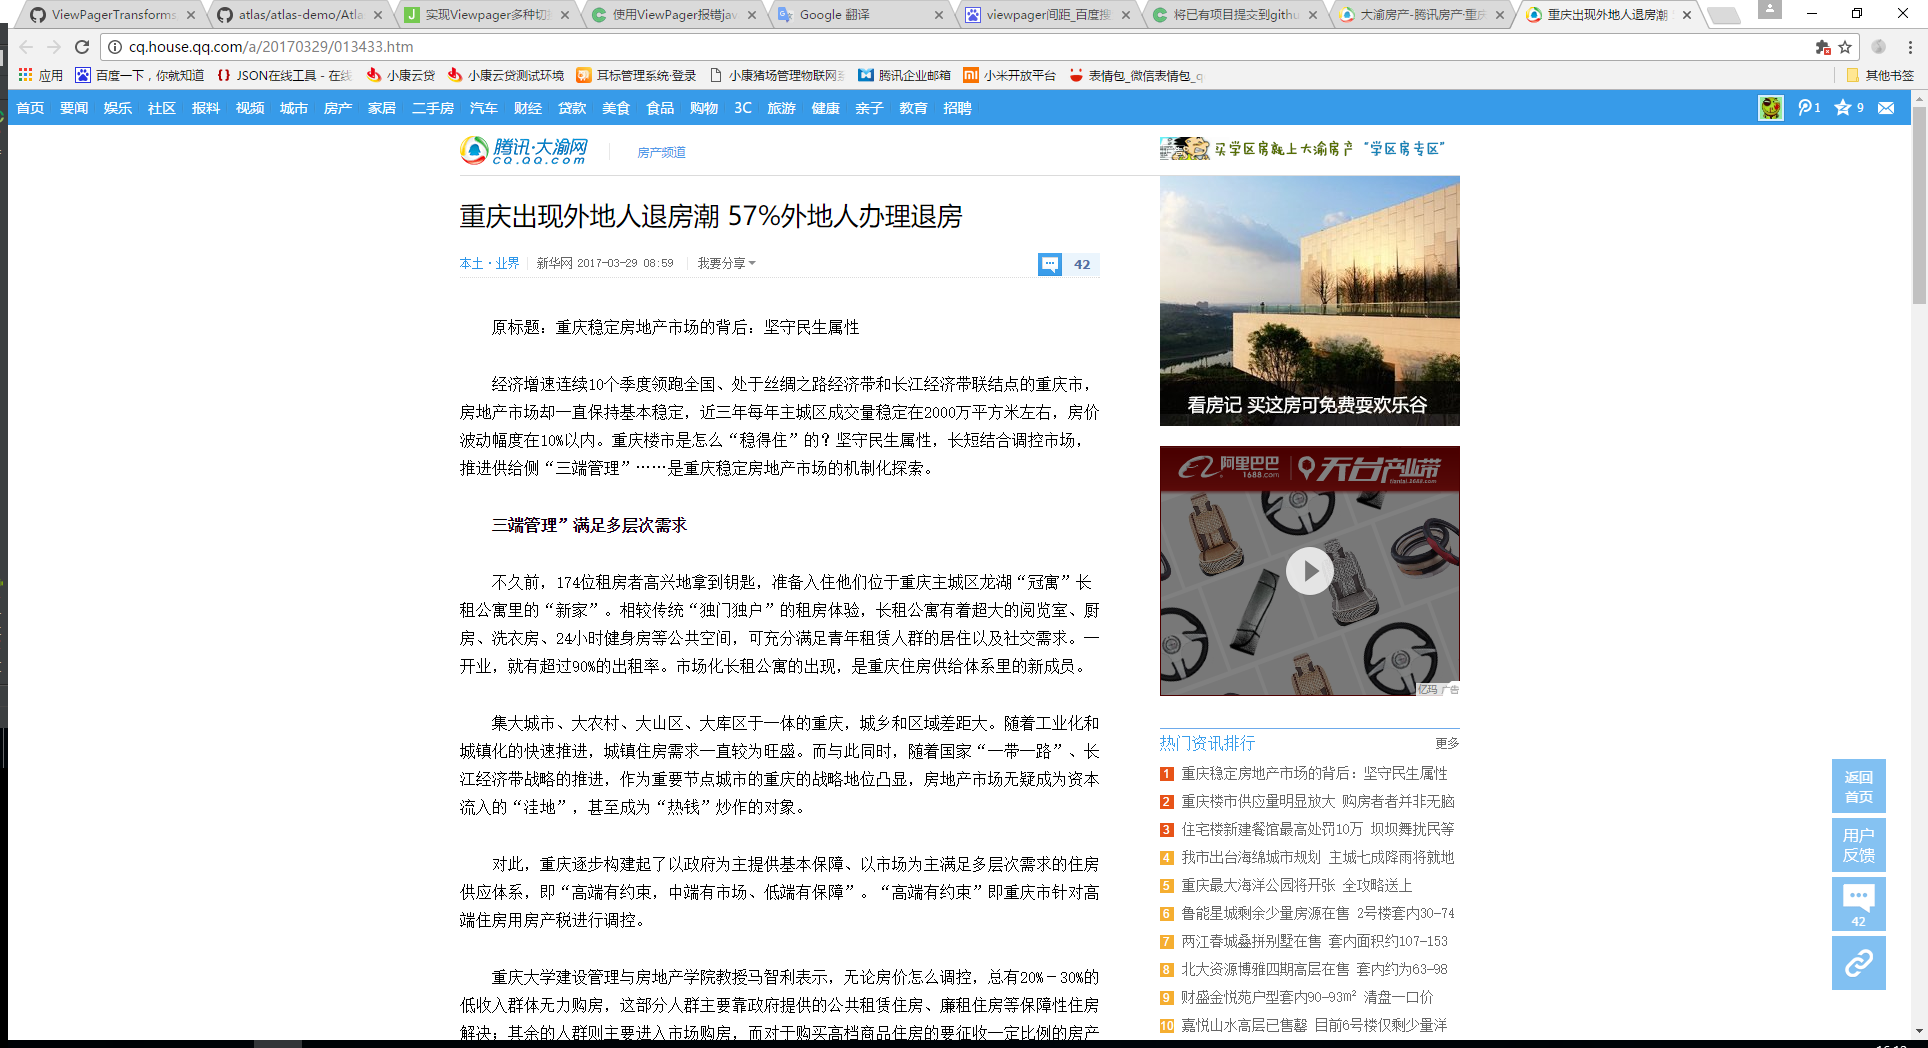 ViewPagerTransforms
atlas/atlas-demo/Atla
实现Viewpager多种切
使用ViewPager报错jav
Google 翻译
viewpager间距_百度搜
将已有项目提交到githu
大渝房产-腾讯房产·重庆
重庆出现外地人退房潮
cq.house.qq.com/a/20170329/013433.htm
应用
百度一下，你就知道
JSON在线工具 - 在线
小康云贷
小康云贷测试环境
耳标管理系统·登录
小康猪场管理物联网
腾讯企业邮箱
小米开放平台
表情包_微信表情包_q
其他书签
首页 要闻 娱乐 社区 报料 视频 城市 房产 家居 二手房 汽车 财经 贷款 美食 食品 购物 3C 旅游 健康 亲子 教育 招聘
1
9
腾讯·大渝网
cq.qq.com
房产频道
买学区房就上大渝房产 “学区房专区”
重庆出现外地人退房潮 57%外地人办理退房
本土·业界 新华网 2017-03-29 08:59 我要分享
42
原标题：重庆稳定房地产市场的背后：坚守民生属性
经济增速连续10个季度领跑全国、处于丝绸之路经济带和长江经济带联结点的重庆市，
房地产市场却一直保持基本稳定，近三年每年主城区成交量稳定在2000万平方米左右，房价
波动幅度在10%以内。重庆楼市是怎么“稳得住”的？坚守民生属性，长短结合调控市场，
推进供给侧“三端管理”……是重庆稳定房地产市场的机制化探索。
三端管理”满足多层次需求
不久前，174位租房者高兴地拿到钥匙，准备入住他们位于重庆主城区龙湖“冠寓”长
租公寓里的“新家”。相较传统“独门独户”的租房体验，长租公寓有着超大的阅览室、厨
房、洗衣房、24小时健身房等公共空间，可充分满足青年租赁人群的居住以及社交需求。一
开业，就有超过90%的出租率。市场化长租公寓的出现，是重庆住房供给体系里的新成员。
集大城市、大农村、大山区、大库区于一体的重庆，城乡和区域差距大。随着工业化和
城镇化的快速推进，城镇住房需求一直较为旺盛。而与此同时，随着国家“一带一路”、长
江经济带战略的推进，作为重要节点城市的重庆的战略地位凸显，房地产市场无疑成为资本
流入的“洼地”，甚至成为“热钱”炒作的对象。
对此，重庆逐步构建起了以政府为主提供基本保障、以市场为主满足多层次需求的住房
供应体系，即“高端有约束，中端有市场、低端有保障”。“高端有约束”即重庆市针对高
端住房用房产税进行调控。
重庆大学建设管理与房地产学院教授马智利表示，无论房价怎么调控，总有20%－30%的
低收入群体无力购房，这部分人群主要靠政府提供的公共租赁住房、廉租住房等保障性住房
解决；其余的人群则主要进入市场购房，而对于购买高档商品住房的要征收一定比例的房产
看房记 买这房可免费耍欢乐谷
阿里巴巴
1688.com
天台产业带
tiantai.1688.com
亿玛 广告
热门资讯排行 更多
1 重庆稳定房地产市场的背后：坚守民生属性
2 重庆楼市供应量明显放大 购房者者并非无脑
3 住宅楼新建餐馆最高处罚10万 坝坝舞扰民等
4 我市出台海绵城市规划 主城七成降雨将就地
5 重庆最大海洋公园将开张 全攻略送上
6 鲁能星城剩余少量房源在售 2号楼套内30-74
7 两江春城叠拼别墅在售 套内面积约107-153
8 北大资源博雅四期高层在售 套内约为63-98
9 财盛金悦苑户型套内90-93m² 清盘一口价
10 嘉悦山水高层已售罄 目前6号楼仅剩少量洋
返回
首页
用户
反馈
42